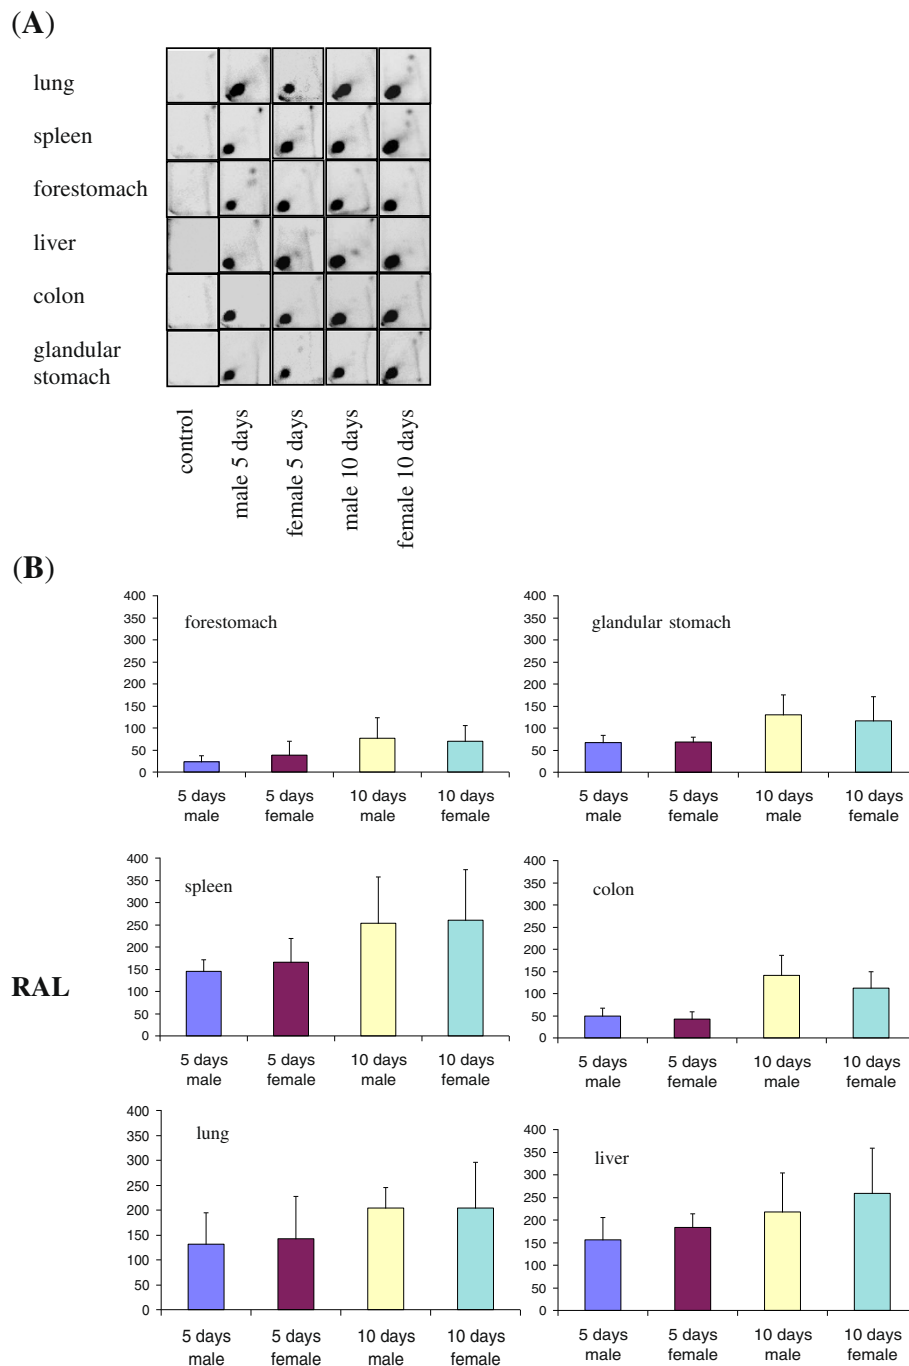 (A)
lung
spleen
forestomach
liver
colon
glandular
stomach
control
male 5 days
female 5 days
male 10 days
female 10 days
(B)
RAL
400
350
300
250
200
150
100
50
0
forestomach
5 days 5 days 10 days 10 days
male female male female
400
350
300
250
200
150
100
50
0
glandular stomach
5 days 5 days 10 days 10 days
male female male female
400
350
300
250
200
150
100
50
0
spleen
5 days 5 days 10 days 10 days
male female male female
400
350
300
250
200
150
100
50
0
colon
5 days 5 days 10 days 10 days
male female male female
400
350
300
250
200
150
100
50
0
lung
5 days 5 days 10 days 10 days
male female male female
400
350
300
250
200
150
100
50
0
liver
5 days 5 days 10 days 10 days
male female male female